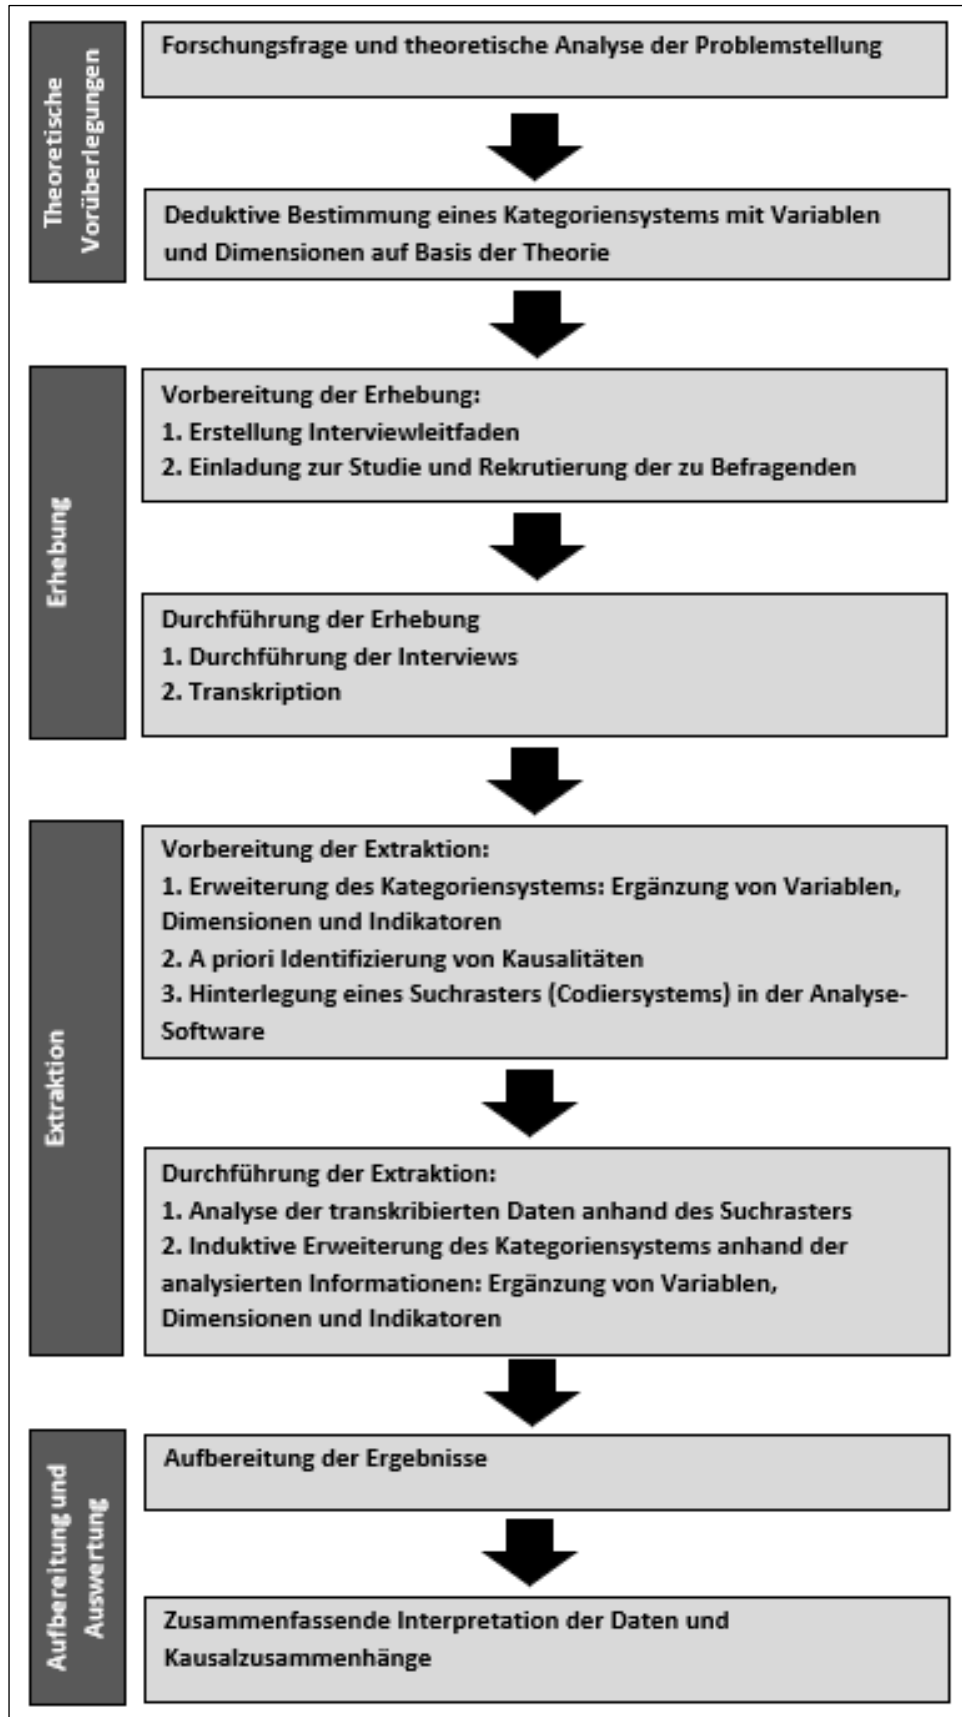 Theoretische
Vorüberlegungen
Forschungsfrage und theoretische Analyse der Problemstellung
Deduktive Bestimmung eines Kategoriensystems mit Variablen
und Dimensionen auf Basis der Theorie
Erhebung
Vorbereitung der Erhebung:
1. Erstellung Interviewleitfaden
2. Einladung zur Studie und Rekrutierung der zu Befragenden
Durchführung der Erhebung
1. Durchführung der Interviews
2. Transkription
Extraktion
Vorbereitung der Extraktion:
1. Erweiterung des Kategoriensystems: Ergänzung von Variablen,
Dimensionen und Indikatoren
2. A priori Identifizierung von Kausalitäten
3. Hinterlegung eines Suchrasters (Codiersystems) in der Analyse-
Software
Durchführung der Extraktion:
1. Analyse der transkribierten Daten anhand des Suchrasters
2. Induktive Erweiterung des Kategoriensystems anhand der
analysierten Informationen: Ergänzung von Variablen,
Dimensionen und Indikatoren
Aufbereitung und
Auswertung
Aufbereitung der Ergebnisse
Zusammenfassende Interpretation der Daten und
Kausalzusammenhänge